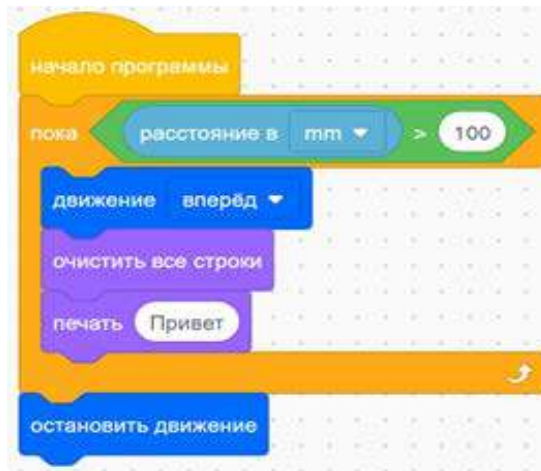 начало программы
пока расстояние в mm > 100
движение вперёд
очистить все строки
печать Привет
остановить движение